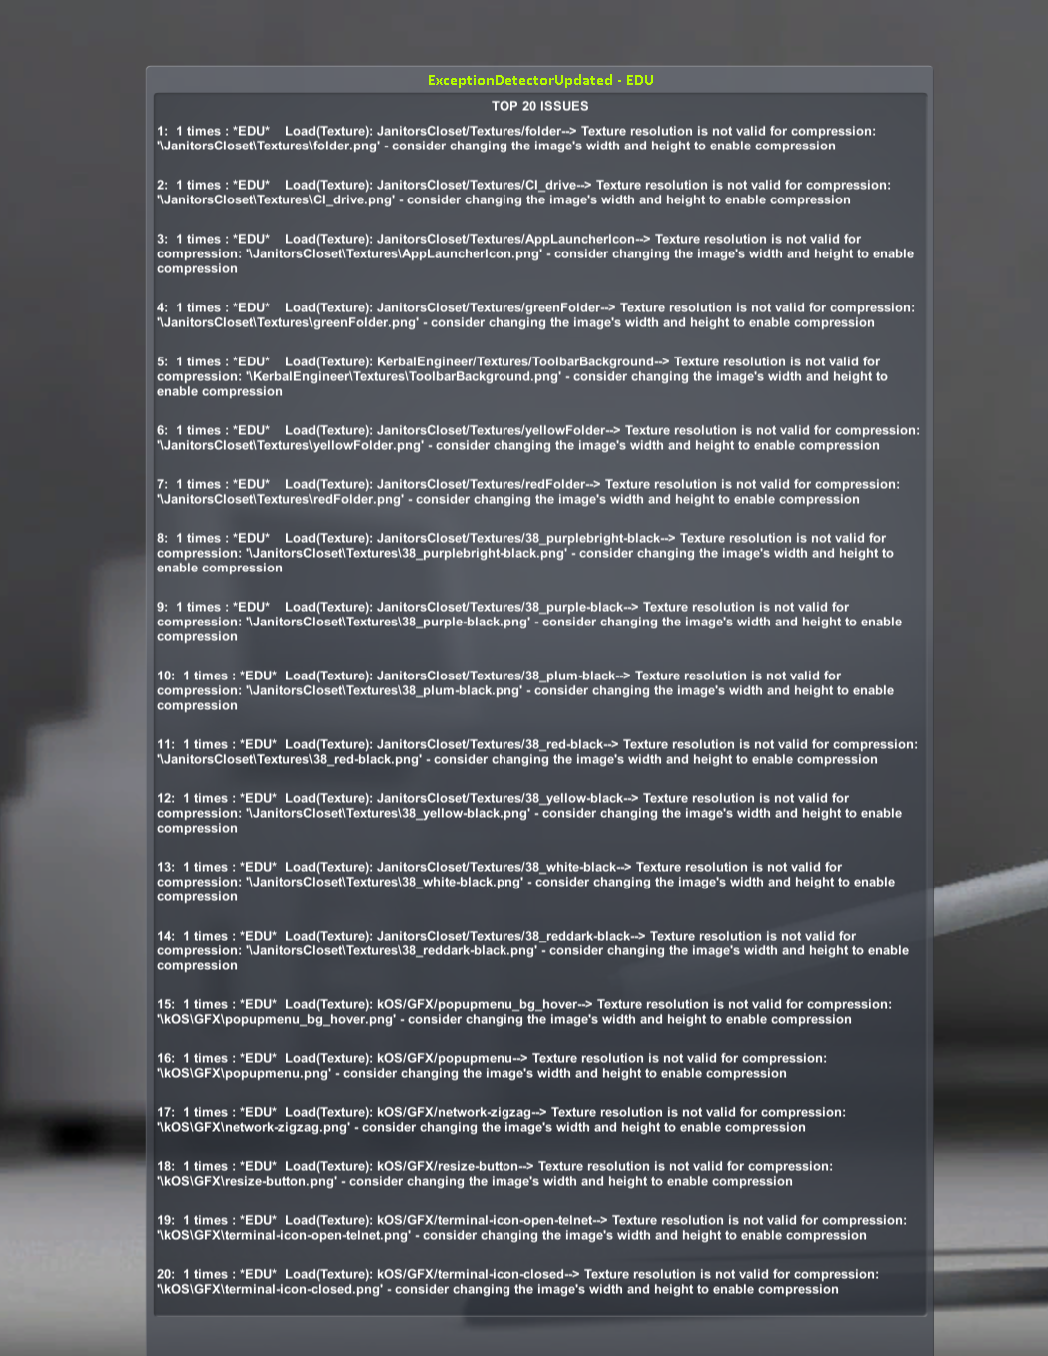 ExceptionDetectorUpdated - EDU
TOP 20 ISSUES
1:  1 times : *EDU*    Load(Texture): JanitorsCloset/Textures/folder--> Texture resolution is not valid for compression:
'\JanitorsCloset\Textures\folder.png' - consider changing the image's width and height to enable compression
2:  1 times : *EDU*    Load(Texture): JanitorsCloset/Textures/CI_drive--> Texture resolution is not valid for compression:
'\JanitorsCloset\Textures\CI_drive.png' - consider changing the image's width and height to enable compression
3:  1 times : *EDU*    Load(Texture): JanitorsCloset/Textures/AppLauncherIcon--> Texture resolution is not valid for
compression: '\JanitorsCloset\Textures\AppLauncherIcon.png' - consider changing the image's width and height to enable
compression
4:  1 times : *EDU*    Load(Texture): JanitorsCloset/Textures/greenFolder--> Texture resolution is not valid for compression:
'\JanitorsCloset\Textures\greenFolder.png' - consider changing the image's width and height to enable compression
5:  1 times : *EDU*    Load(Texture): KerbalEngineer/Textures/ToolbarBackground--> Texture resolution is not valid for
compression: '\KerbalEngineer\Textures\ToolbarBackground.png' - consider changing the image's width and height to
enable compression
6:  1 times : *EDU*    Load(Texture): JanitorsCloset/Textures/yellowFolder--> Texture resolution is not valid for compression:
'\JanitorsCloset\Textures\yellowFolder.png' - consider changing the image's width and height to enable compression
7:  1 times : *EDU*    Load(Texture): JanitorsCloset/Textures/redFolder--> Texture resolution is not valid for compression:
'\JanitorsCloset\Textures\redFolder.png' - consider changing the image's width and height to enable compression
8:  1 times : *EDU*    Load(Texture): JanitorsCloset/Textures/38_purplebright-black--> Texture resolution is not valid for
compression: '\JanitorsCloset\Textures\38_purplebright-black.png' - consider changing the image's width and height to
enable compression
9:  1 times : *EDU*    Load(Texture): JanitorsCloset/Textures/38_purple-black--> Texture resolution is not valid for
compression: '\JanitorsCloset\Textures\38_purple-black.png' - consider changing the image's width and height to enable
compression
10:  1 times : *EDU*  Load(Texture): JanitorsCloset/Textures/38_plum-black--> Texture resolution is not valid for
compression: '\JanitorsCloset\Textures\38_plum-black.png' - consider changing the image's width and height to enable
compression
11:  1 times : *EDU*  Load(Texture): JanitorsCloset/Textures/38_red-black--> Texture resolution is not valid for compression:
'\JanitorsCloset\Textures\38_red-black.png' - consider changing the image's width and height to enable compression
12:  1 times : *EDU*  Load(Texture): JanitorsCloset/Textures/38_yellow-black--> Texture resolution is not valid for
compression: '\JanitorsCloset\Textures\38_yellow-black.png' - consider changing the image's width and height to enable
compression
13:  1 times : *EDU*  Load(Texture): JanitorsCloset/Textures/38_white-black--> Texture resolution is not valid for
compression: '\JanitorsCloset\Textures\38_white-black.png' - consider changing the image's width and height to enable
compression
14:  1 times : *EDU*  Load(Texture): JanitorsCloset/Textures/38_reddark-black--> Texture resolution is not valid for
compression: '\JanitorsCloset\Textures\38_reddark-black.png' - consider changing the image's width and height to enable
compression
15:  1 times : *EDU*  Load(Texture): kOS/GFX/popupmenu_bg_hover--> Texture resolution is not valid for compression:
'\kOS\GFX\popupmenu_bg_hover.png' - consider changing the image's width and height to enable compression
16:  1 times : *EDU*  Load(Texture): kOS/GFX/popupmenu--> Texture resolution is not valid for compression:
'\kOS\GFX\popupmenu.png' - consider changing the image's width and height to enable compression
17:  1 times : *EDU*  Load(Texture): kOS/GFX/network-zigzag--> Texture resolution is not valid for compression:
'\kOS\GFX\network-zigzag.png' - consider changing the image's width and height to enable compression
18:  1 times : *EDU*  Load(Texture): kOS/GFX/resize-button--> Texture resolution is not valid for compression:
'\kOS\GFX\resize-button.png' - consider changing the image's width and height to enable compression
19:  1 times : *EDU*  Load(Texture): kOS/GFX/terminal-icon-open-telnet--> Texture resolution is not valid for compression:
'\kOS\GFX\terminal-icon-open-telnet.png' - consider changing the image's width and height to enable compression
20:  1 times : *EDU*  Load(Texture): kOS/GFX/terminal-icon-closed--> Texture resolution is not valid for compression:
'\kOS\GFX\terminal-icon-closed.png' - consider changing the image's width and height to enable compression